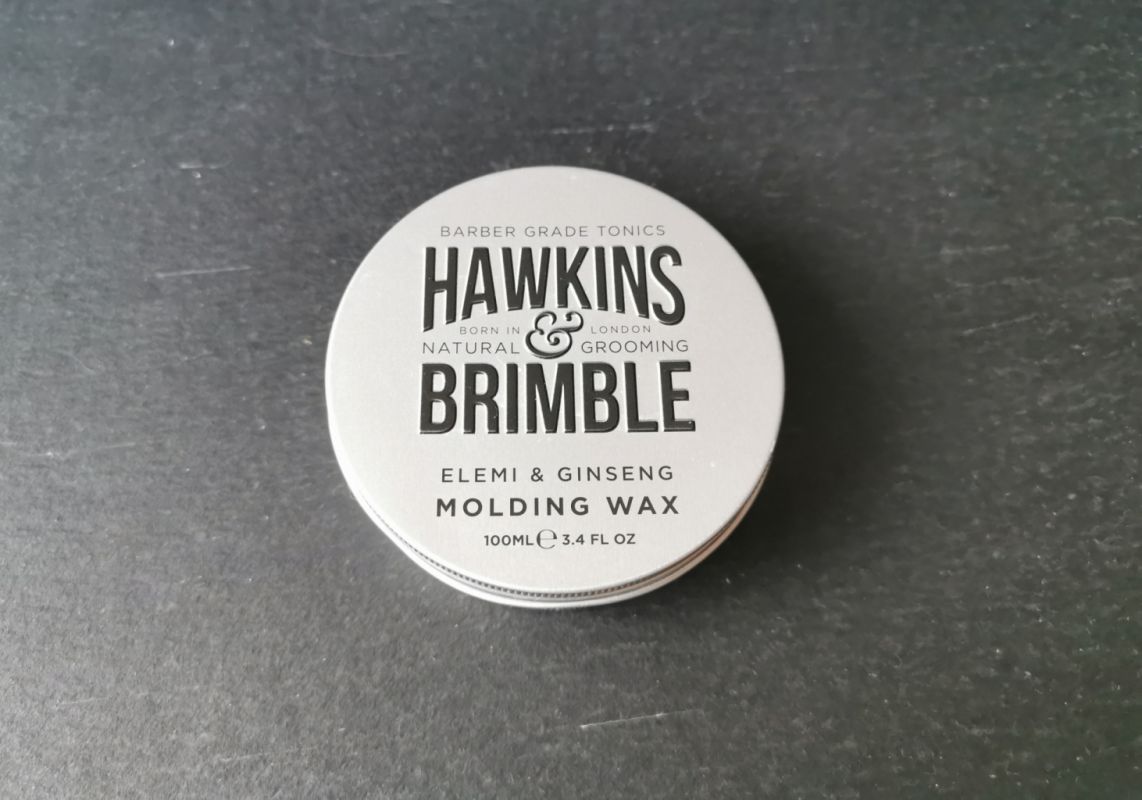 BARBER GRADE TONICS
HAWKINS
BORN IN & LONDON
NATURAL GROOMING
BRIMBLE
ELEMI & GINSENG
MOLDING WAX
100ML ℮ 3.4 FL OZ